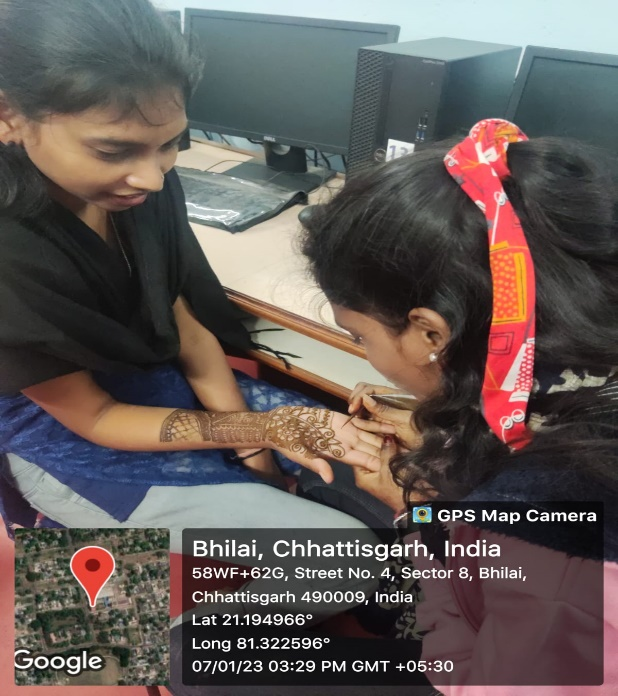 GPS Map Camera
Bhilai, Chhattisgarh, India
58WF+62G, Street No. 4, Sector 8, Bhilai,
Chhattisgarh 490009, India
Lat 21.194966°
Long 81.322596°
07/01/23 03:29 PM GMT +05:30
Google